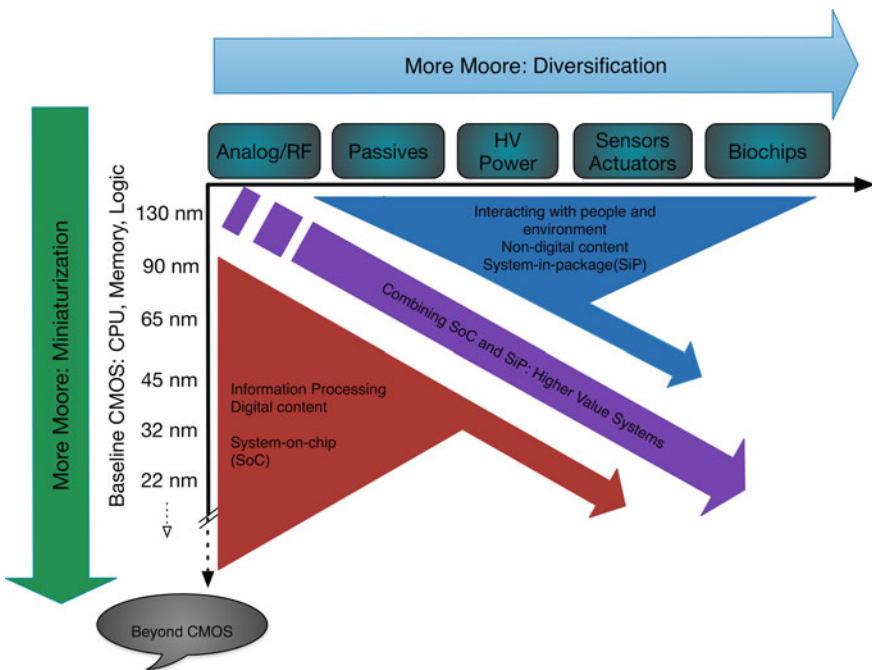 More Moore: Diversification
Analog/RF
Passives
HV
Power
Sensors
Actuators
Biochips
More Moore: Miniaturization
Baseline CMOS: CPU, Memory, Logic
130 nm
90 nm
65 nm
45 nm
32 nm
22 nm
Interacting with people and
environment
Non-digital content
System-in-package(SiP)
Combining SoC and SiP: Higher Value Systems
Information Processing
Digital content
System-on-chip
(SoC)
Beyond CMOS